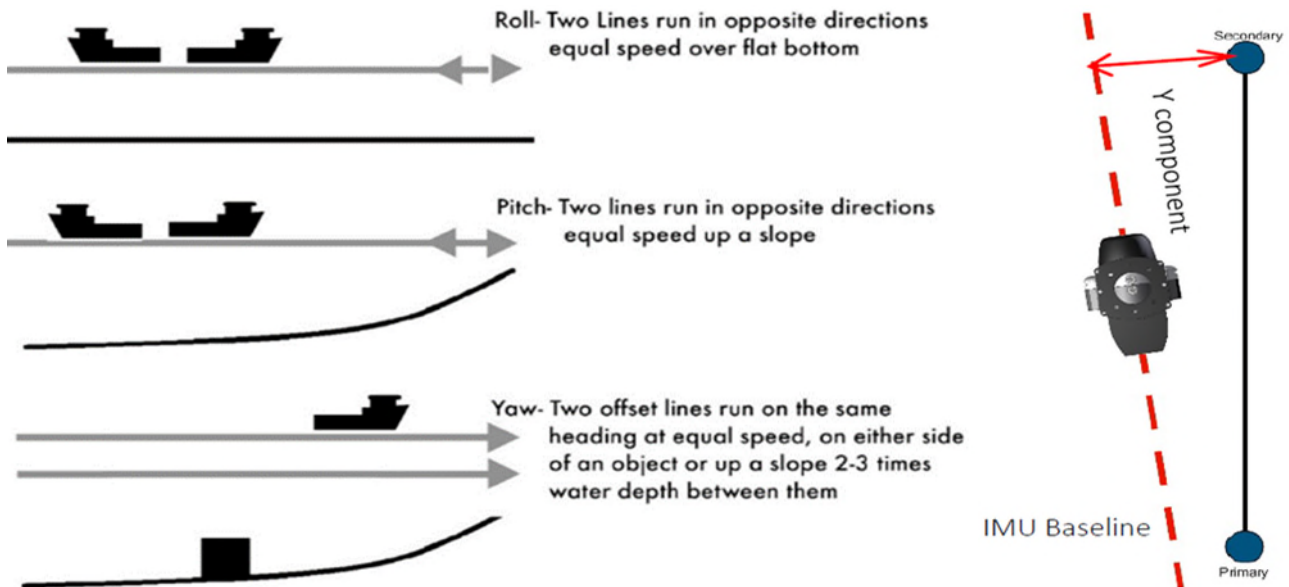 Roll- Two Lines run in opposite directions
equal speed over flat bottom
Pitch- Two lines run in opposite directions
equal speed up a slope
Yaw- Two offset lines run on the same
heading at equal speed, on either side
of an object or up a slope 2-3 times
water depth between them
Secondary
Y component
IMU Baseline
Primary